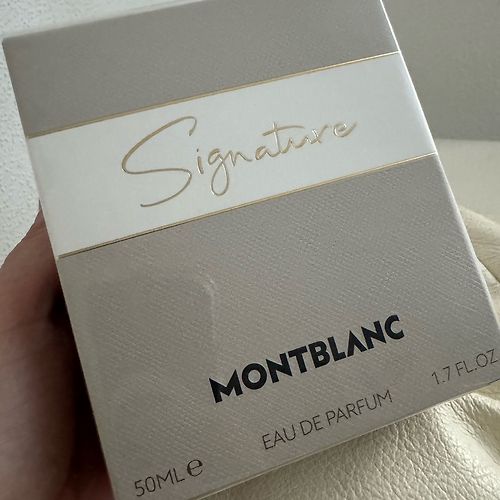 Signature
MONTBLANC
EAU DE PARFUM
50ML℮ 1.7 FL.OZ